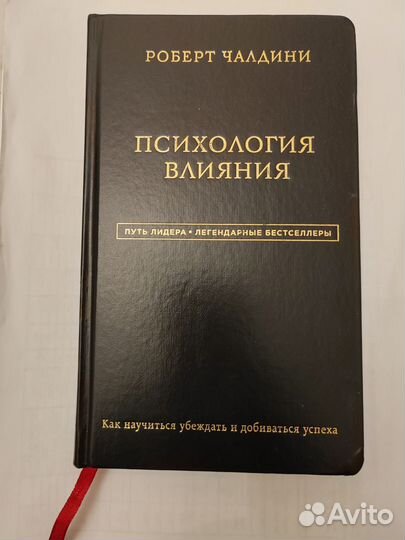 РОБЕРТ ЧАЛДИНИ
ПСИХОЛОГИЯ
ВЛИЯНИЯ
ПУТЬ ЛИДЕРА • ЛЕГЕНДАРНЫЕ БЕСТСЕЛЛЕРЫ
Как научиться убеждать и добиваться успеха
Avito